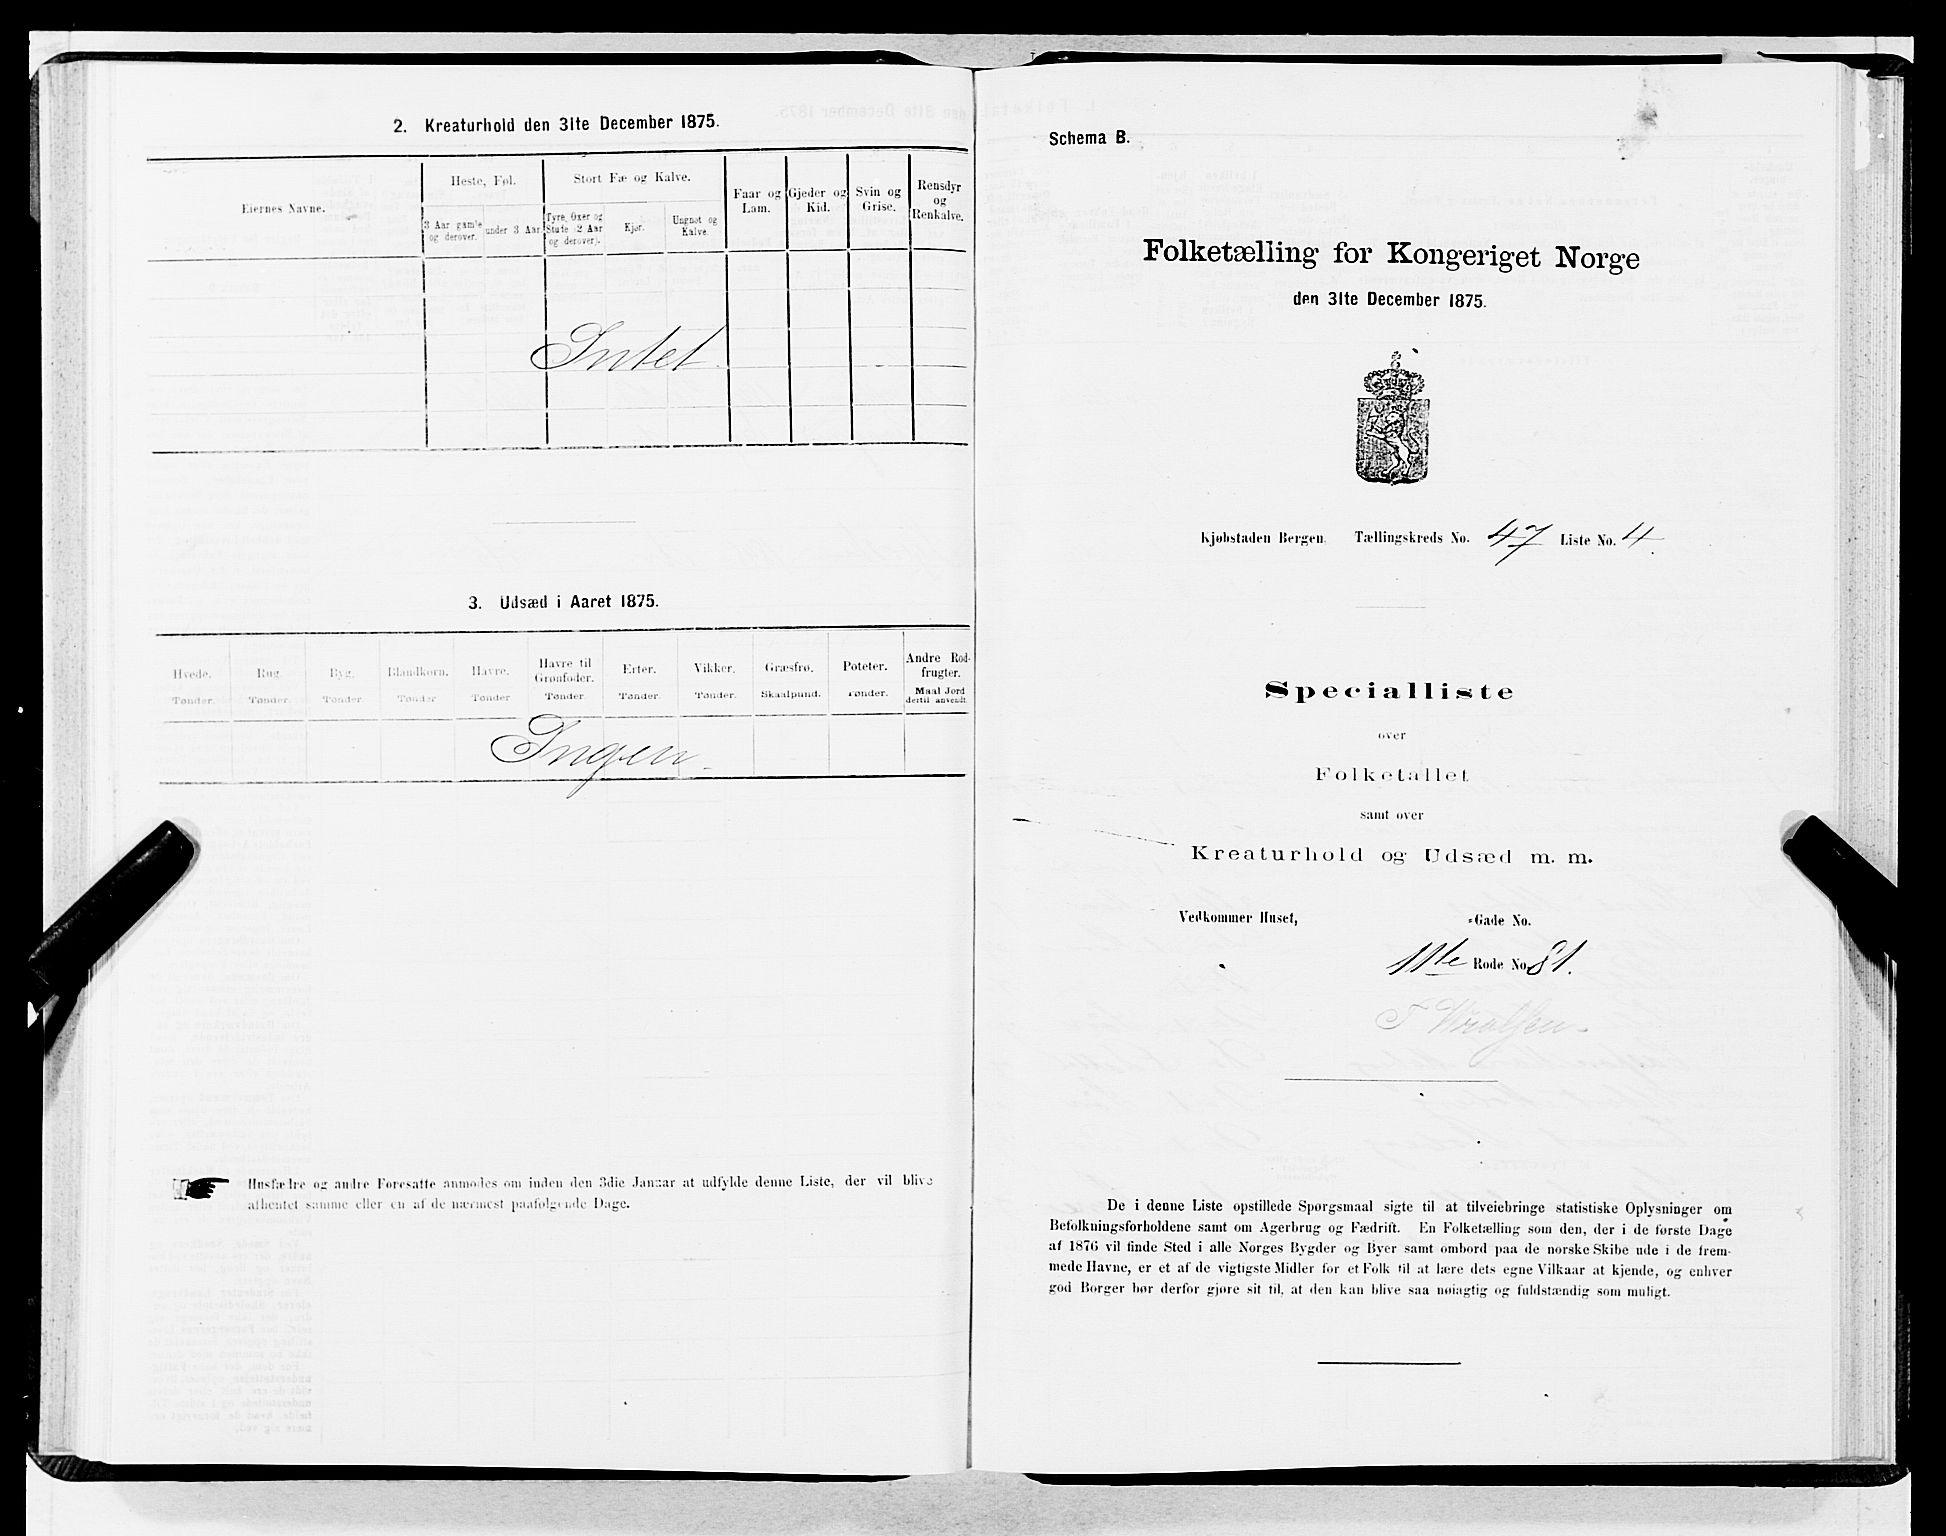 2. Kreaturhold den 31te December 1875.
Eiernes Navne.
Heste, Føl.
3 Aar gamle og derover.
under 3 Aar.
Stort Fæ og Kalve.
Tyre, Oxer og Stute (2 Aar og derover).
Kjør.
Ungnøt og Kalve.
Faar og Lam.
Gjeder og Kid.
Svin og Grise.
Rensdyr og Renkalve.
Intet
3. Udsæd i Aaret 1875.
Hvede. Rug. Byg. Blandkorn. Havre. Havre til Grønfoder. Erter. Vikker. Græsfrø. Poteter. Andre Rodfrugter.
Tønder. Tønder. Tønder. Tønder Tønder Tønder. Tønder. Tønder. Skaalpund. Tønder. Maal Jord dertil anvendt.
Ingen
Husfædre og andre Foresatte anmodes om inden den 3die Januar at udfylde denne Liste, der vil blive
afhentet samme eller en af de nærmest paafølgende Dage.
Schema B.
Folketælling for Kongeriget Norge
den 31te December 1875.
Kjøbstaden Bergen. Tællingskreds No. 47 Liste No. 4.
Specialliste
over
Folketallet
samt over
Kreaturhold og Udsæd m. m.
Vedkommer Huset, -Gade No.
11te Rode No. 81.
De i denne Liste opstillede Spørgsmaal sigte til at tilveiebringe statistiske Oplysninger om
Befolkningsforholdene samt om Agerbrug og Fædrift. En Folketælling som den, der i de første Dage
af 1876 vil finde Sted i alle Norges Bygder og Byer samt ombord paa de norske Skibe ude i de frem-
mede Havne, er et af de vigtigste Midler for et Folk til at lære dets egne Vilkaar at kjende, og enhver
god Borger bør derfor gjøre sit til, at den kan blive saa nøiagtig og fuldstændig som muligt.